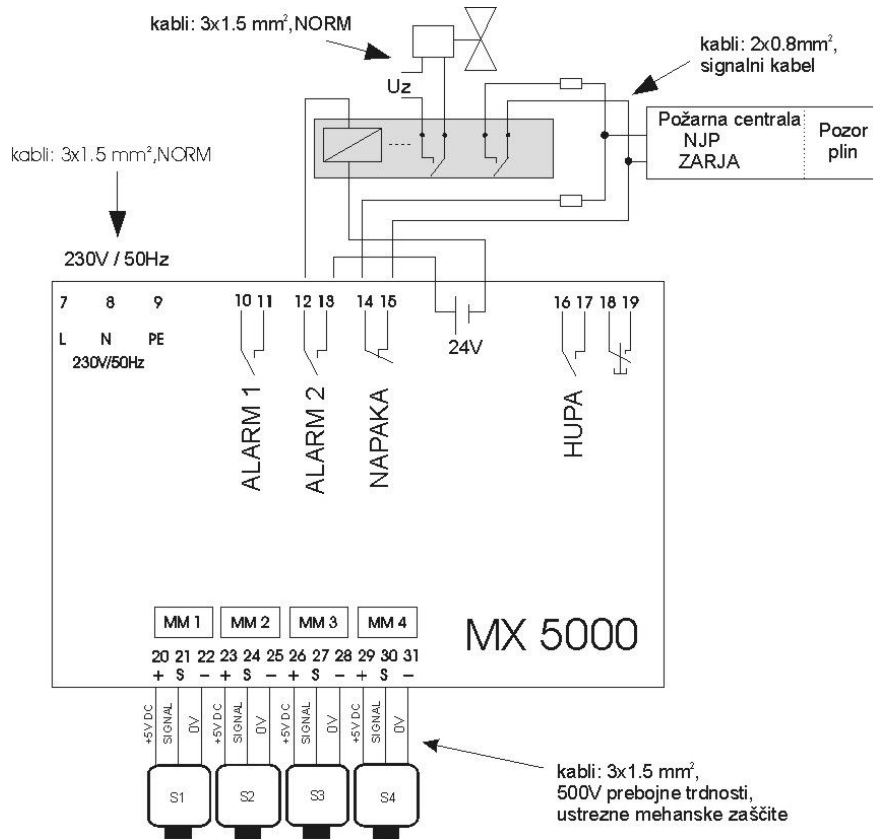 kabli: 3x1.5 mm², NORM
kabli: 2x0.8mm²,
signalni kabel
Uz
Požarna centrala
NJP
ZARJA
Pozor
plin
kabli: 3x1.5 mm², NORM
230V / 50Hz
7 8 9
L N PE
230V/50Hz
10 11 12 13 14 15
24V
16 17 18 19
ALARM 1
ALARM 2
NAPAKA
HUPA
MM 1 MM 2 MM 3 MM 4
MX 5000
20 21 22 23 24 25 26 27 28 29 30 31
+ S − + S − + S − + S −
+5V DC SIGNAL 0V +5V DC SIGNAL 0V +5V DC SIGNAL 0V +5V DC SIGNAL 0V
S1 S2 S3 S4
kabli: 3x1.5 mm²,
500V prebojne trdnosti,
ustrezne mehanske zaščite